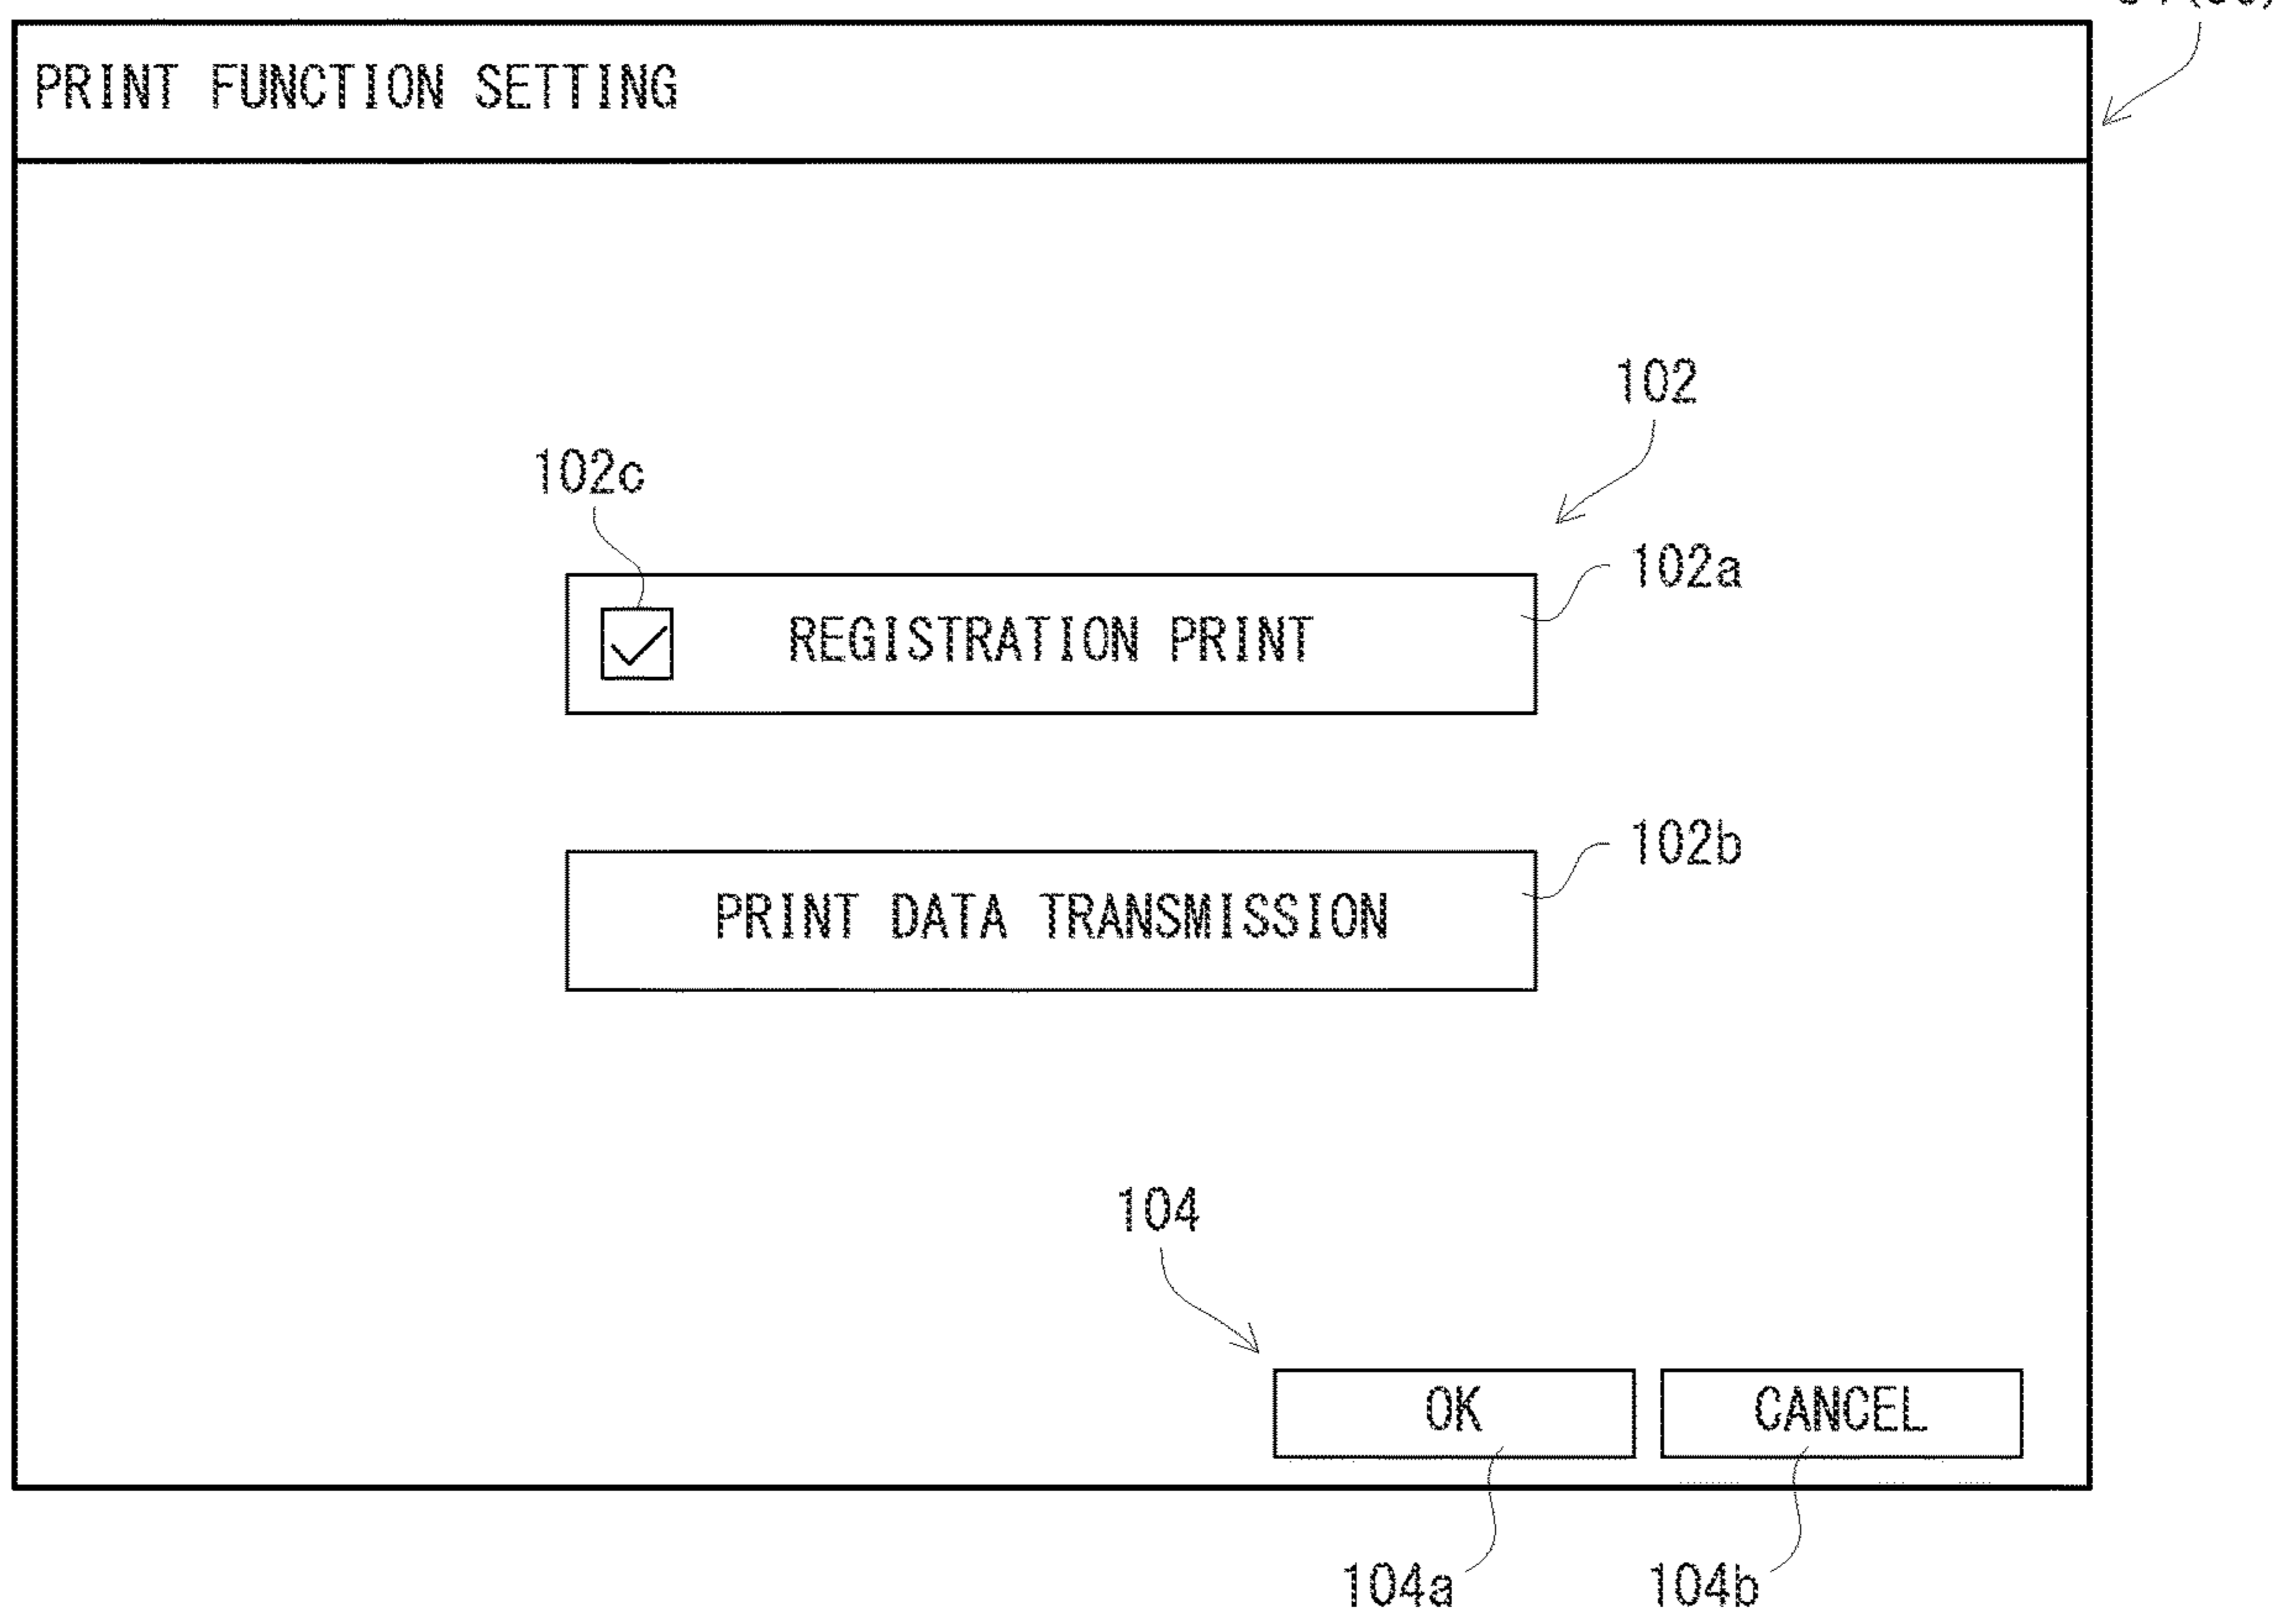 PRINT FUNCTION SETTING
102
102c
102a
REGISTRATION PRINT
102b
PRINT DATA TRANSMISSION
104
OK
CANCEL
104a
104b